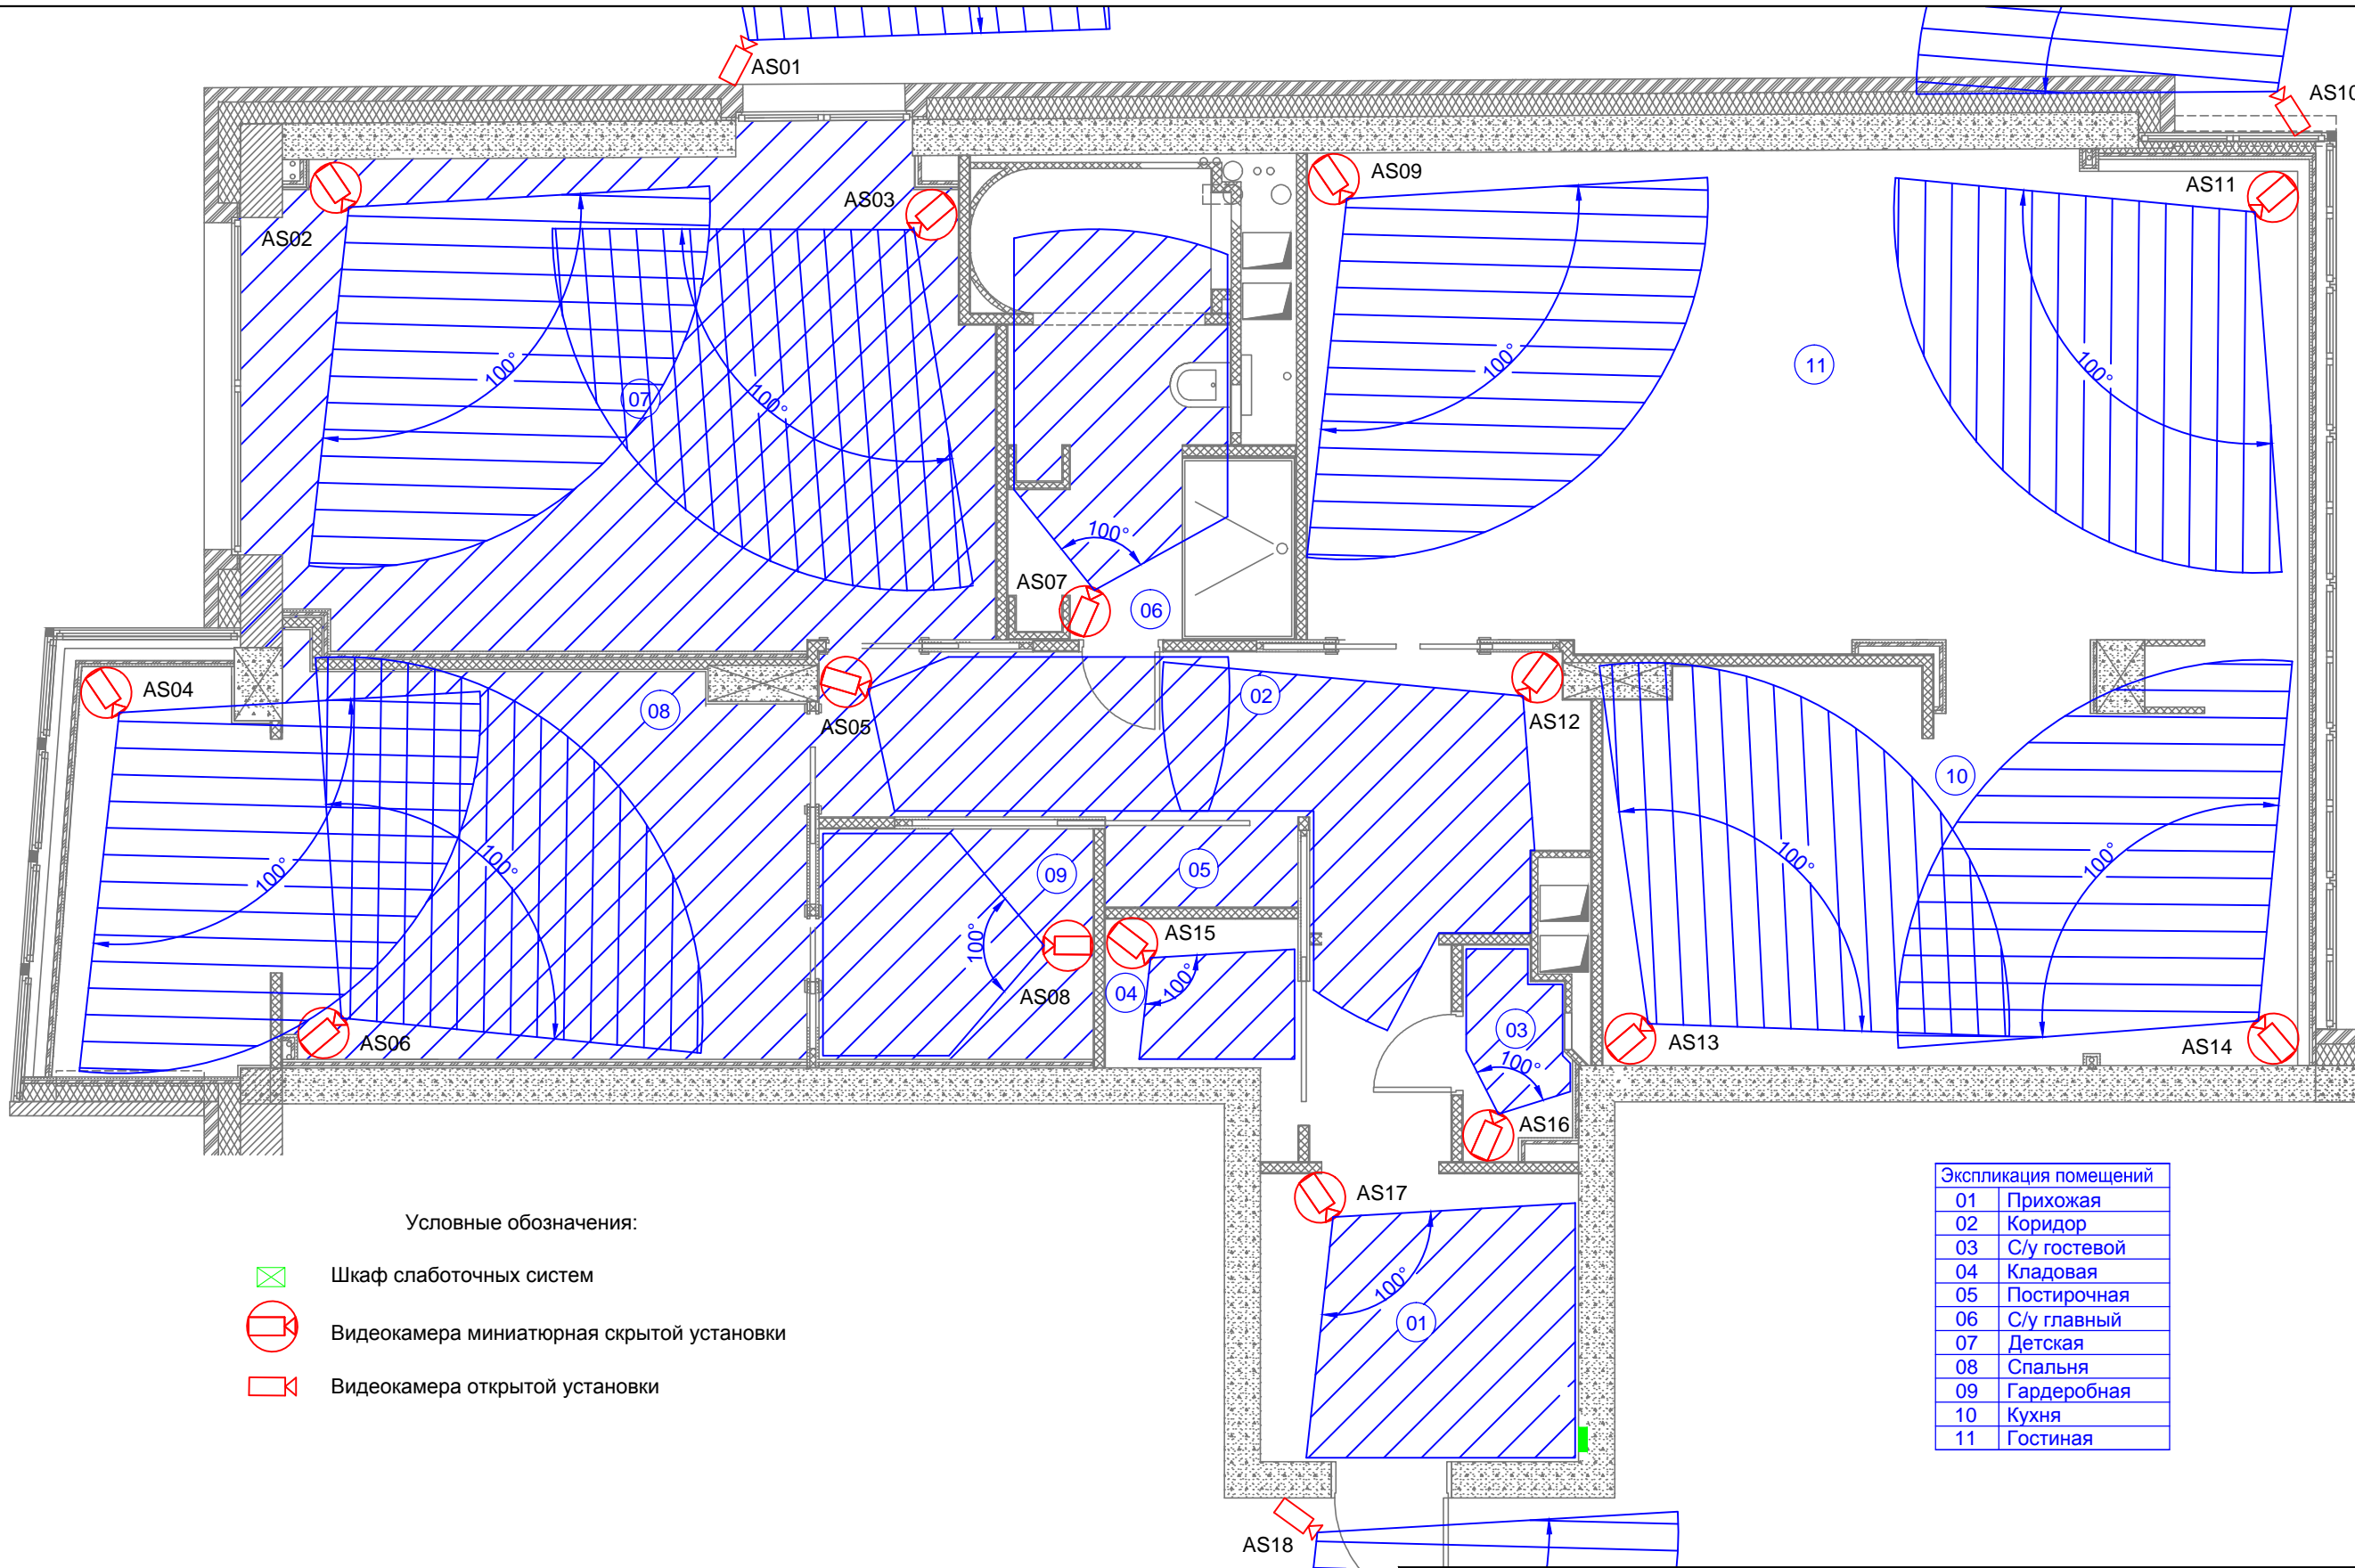 AS01
AS10
AS02
AS03
AS09
AS11
100°
07
100°
100°
11
100°
100°
AS07
06
AS04
08
AS05
02
AS12
10
100°
100°
09
05
100°
100°
100°
AS15
AS08
04
100°
AS06
03
100°
AS13
AS14
AS16
AS17
100°
01
AS18
Условные обозначения:
Шкаф слаботочных систем
Видеокамера миниатюрная скрытой установки
Видеокамера открытой установки
Экспликация помещений
01 Прихожая
02 Коридор
03 С/у гостевой
04 Кладовая
05 Постирочная
06 С/у главный
07 Детская
08 Спальня
09 Гардеробная
10 Кухня
11 Гостиная